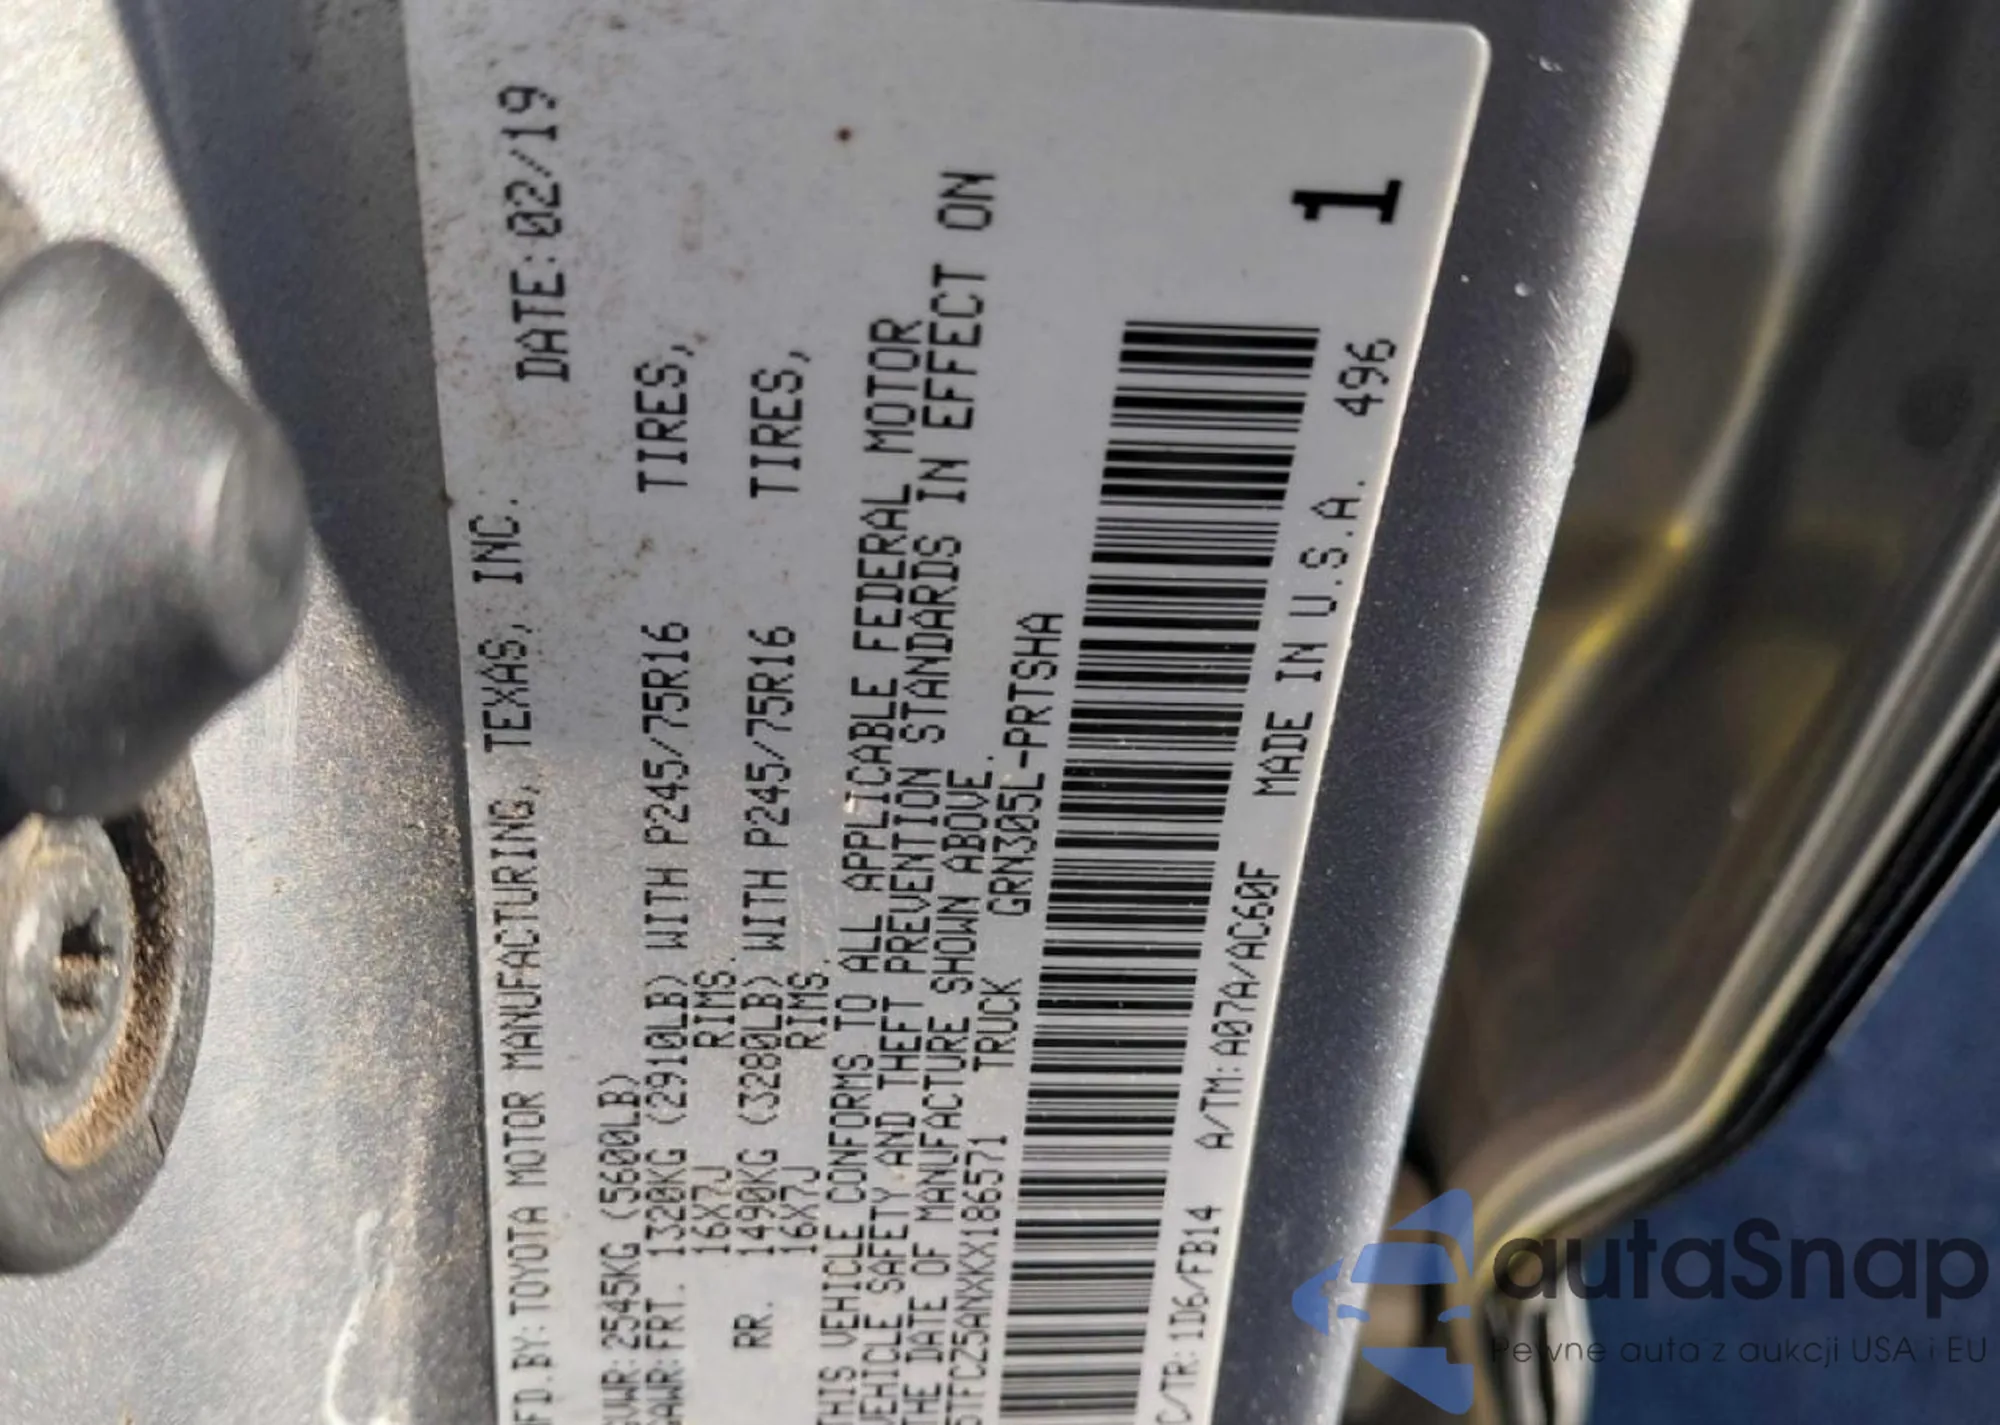 MFD.BY:TOYOTA MOTOR MANUFACTURING, TEXAS, INC.
DATE:02/19
GVWR:2545KG (5600LB)
GAWR:FRT. 1320KG (2910LB) WITH P245/75R16 TIRES,
16X7J RIMS.
RR. 1490KG (3280LB) WITH P245/75R16 TIRES,
16X7J RIMS.
THIS VEHICLE CONFORMS TO ALL APPLICABLE FEDERAL MOTOR
VEHICLE SAFETY AND THEFT PREVENTION STANDARDS IN EFFECT ON
THE DATE OF MANUFACTURE SHOWN ABOVE.
5TFCZ5ANXKX186571 TRUCK GRN305L-PRTSHA
1
C/TR:1D6/FB14 A/TM:A07A/AC60F MADE IN U.S.A. 496
autaSnap
Pewne auta z aukcji USA i EU